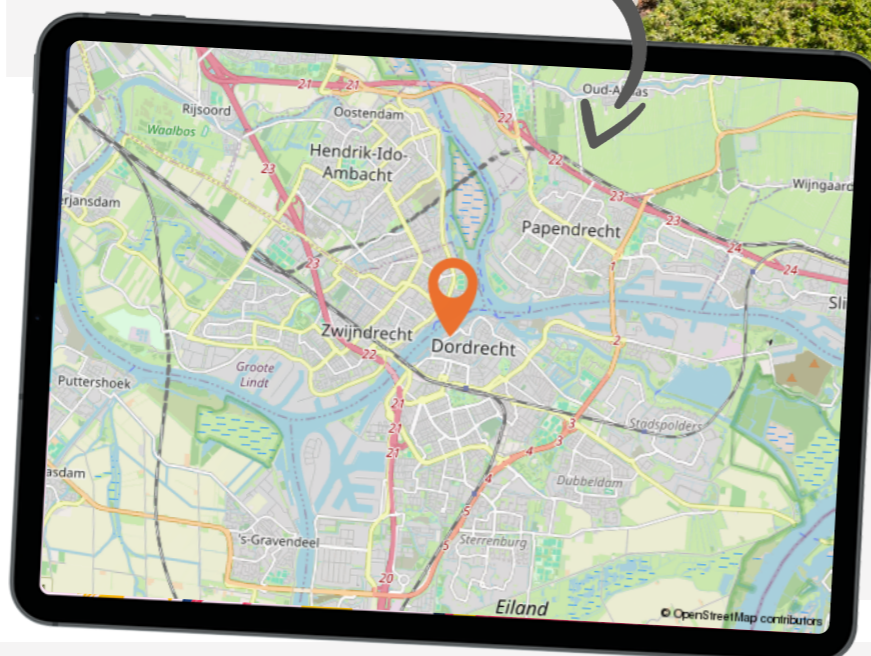 21
21
Oud-Alblas
22
Rijsoord
Oostendam
Waalbos
22
Hendrik-Ido-
Ambacht
23
23
Wijngaard
erjansdam
Papendrecht
23
24
23
1
24
Sli
Zwijndrecht
2
Dordrecht
22
Groote
Lindt
Puttershoek
21
21
3
Stadspolders
3
21
4
asdam
4
Dubbeldam
5
's-Gravendeel
5
Sterrenburg
20
Eiland
© OpenStreetMap contributors